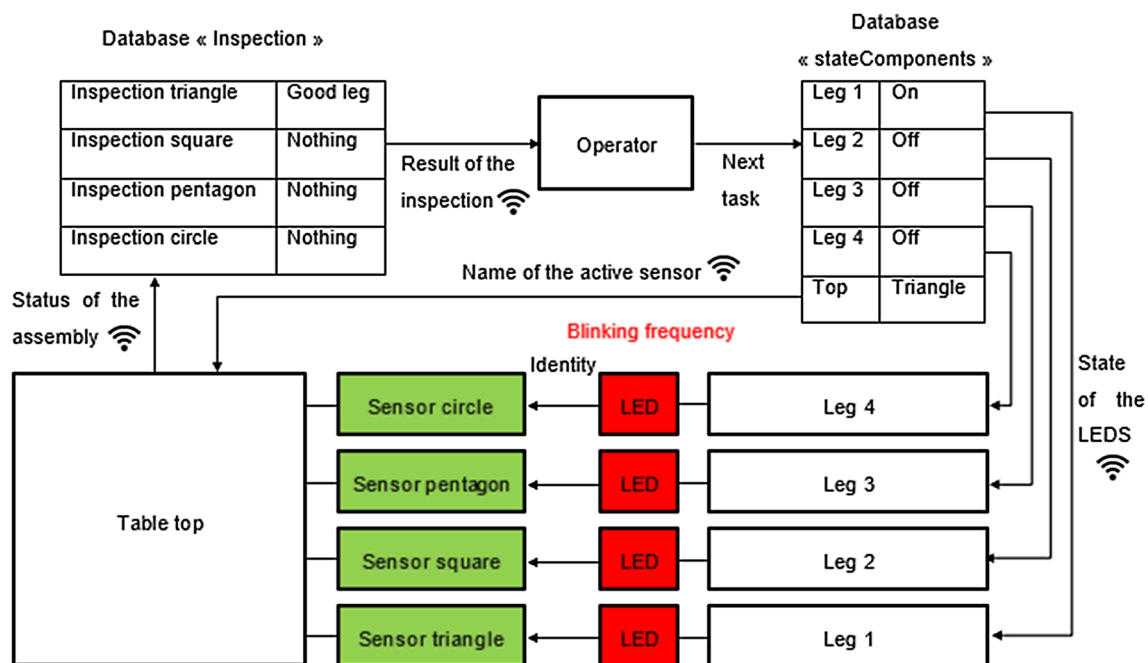 Database « Inspection »
Inspection triangle Good leg
Inspection square Nothing
Inspection pentagon Nothing
Inspection circle Nothing
Result of the
inspection
Operator
Next
task
Database
« stateComponents »
Leg 1 On
Leg 2 Off
Leg 3 Off
Leg 4 Off
Top Triangle
Name of the active sensor
Status of the
assembly
Blinking frequency
Identity
State
of the
LEDS
Table top
Sensor circle LED Leg 4
Sensor pentagon LED Leg 3
Sensor square LED Leg 2
Sensor triangle LED Leg 1